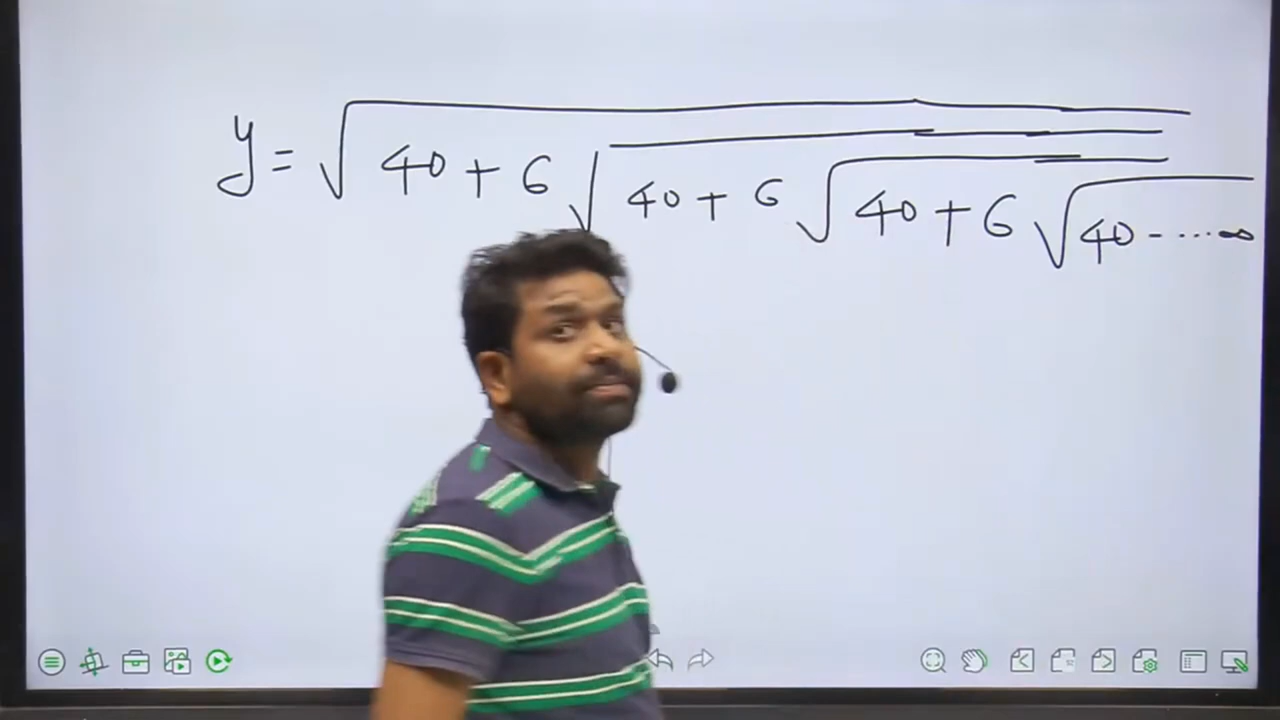 y = √40 + 6 √40 + 6 √40 + 6 √40 - ....∞